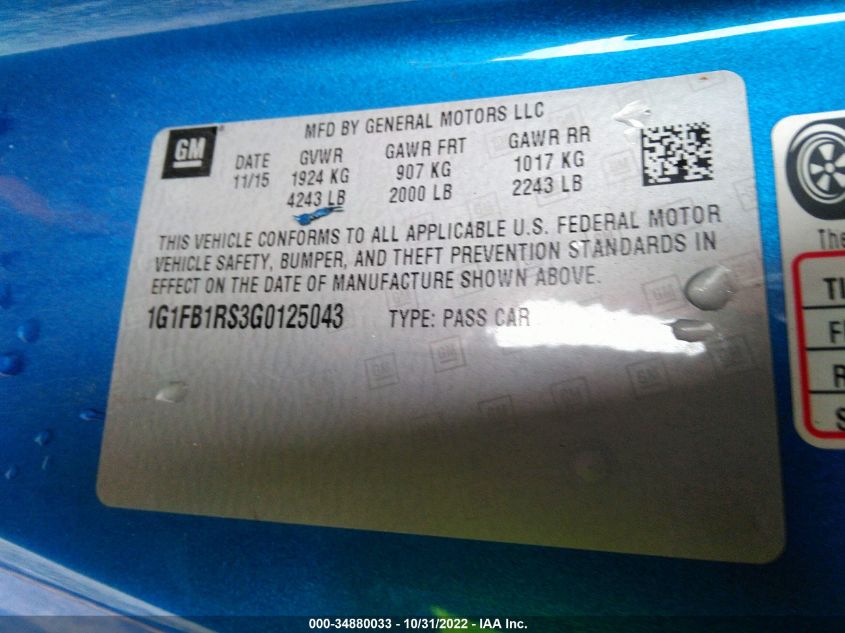 MFD BY GENERAL MOTORS LLC
GM
DATE GVWR GAWR FRT GAWR RR
11/15 1924 KG 907 KG 1017 KG
4243 LB 2000 LB 2243 LB
THIS VEHICLE CONFORMS TO ALL APPLICABLE U.S. FEDERAL MOTOR
VEHICLE SAFETY, BUMPER, AND THEFT PREVENTION STANDARDS IN
EFFECT ON THE DATE OF MANUFACTURE SHOWN ABOVE.
1G1FB1RS3G0125043 TYPE: PASS CAR
The
000-34880033 - 10/31/2022 - IAA Inc.